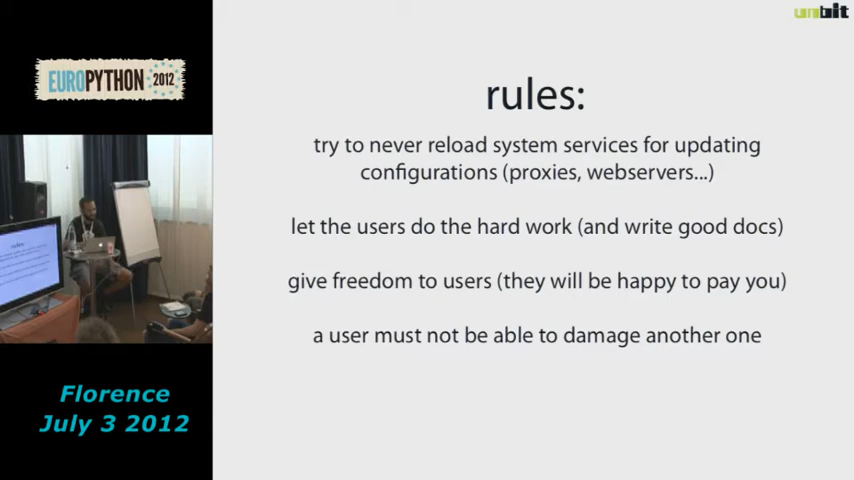 unbit
EUROPYTHON 2012
rules:
try to never reload system services for updating
configurations (proxies, webservers...)
let the users do the hard work (and write good docs)
give freedom to users (they will be happy to pay you)
a user must not be able to damage another one
rules:
Florence
July 3 2012